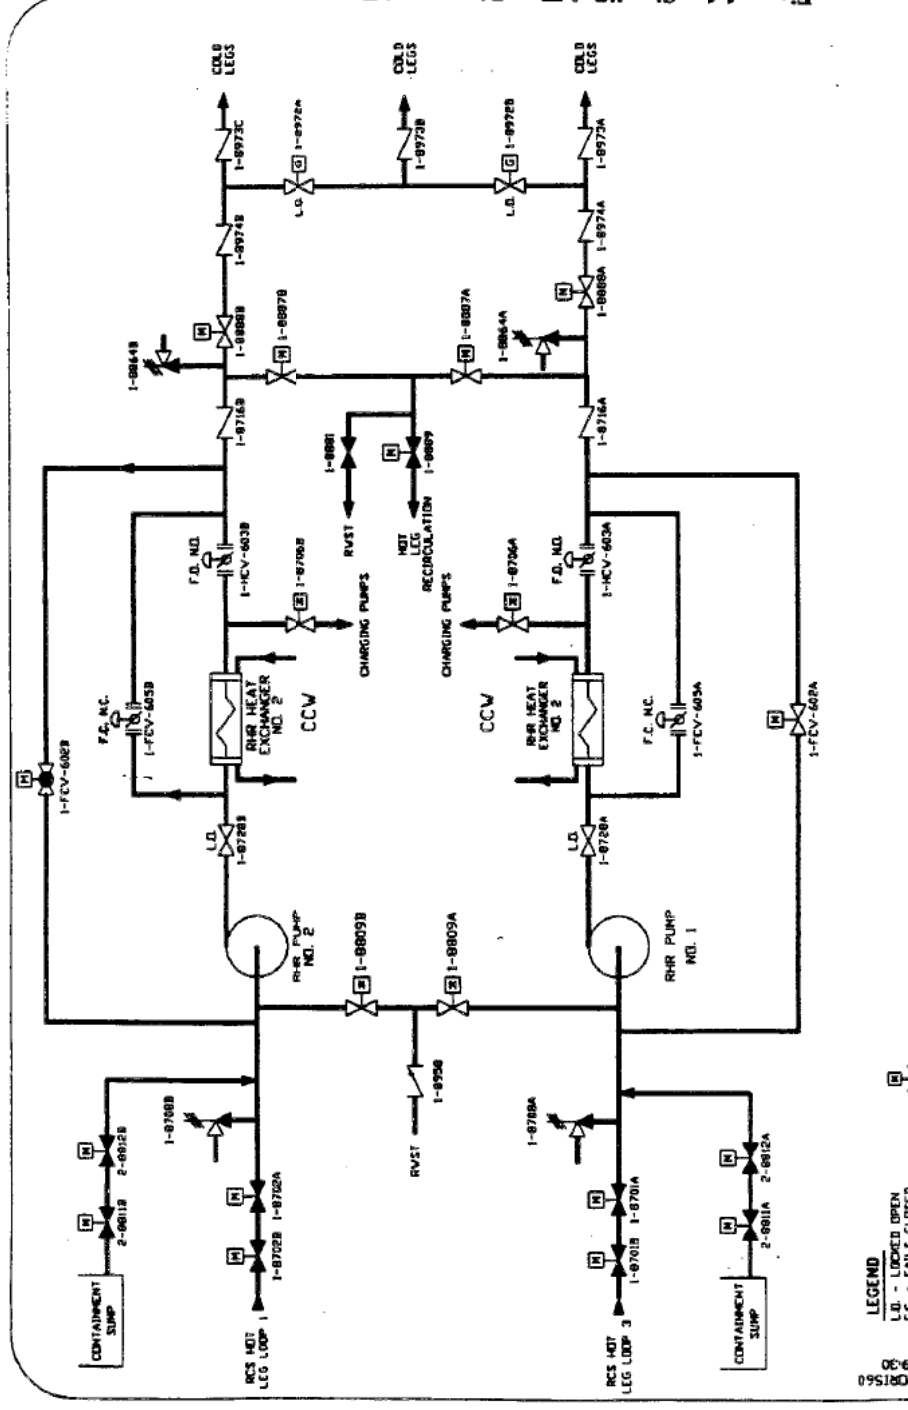 COLD
LEGS
1-8973C
1-8972A
L.O.
COLD
LEGS
1-8973B
1-8972B
L.O.
COLD
LEGS
1-8973A
1-8974B
1-8974A
1-8864B
1-8888B
1-8887B
1-8887A
1-8864A
1-8888A
1-8716B
1-8881
RWST
1-8889
HOT
LEG
RECIRCULATION
1-8716A
F.O. N.O.
1-HCV-603B
1-8706B
CHARGING PUMPS
F.O. N.O.
1-HCV-603A
1-8706A
CHARGING PUMPS
F.C. N.C.
1-FCV-605B
RHR HEAT
EXCHANGER
NO. 2
CCW
CCW
RHR HEAT
EXCHANGER
NO. 2
F.C. N.C.
1-FCV-605A
1-FCV-602B
1-FCV-602A
L.O.
1-8728B
L.O.
1-8728A
RHR PUMP
NO. 2
1-8809B
1-8809A
RHR PUMP
NO. 1
1-8958
RWST
2-8812B
2-8811B
CONTAINMENT
SUMP
1-8708B
1-8702A
1-8702B
RCS HOT
LEG LOOP 1
1-8708A
1-8701A
1-8701B
RCS HOT
LEG LOOP 3
2-8812A
2-8811A
CONTAINMENT
SUMP
LEGEND
L.O. - LOCKED OPEN